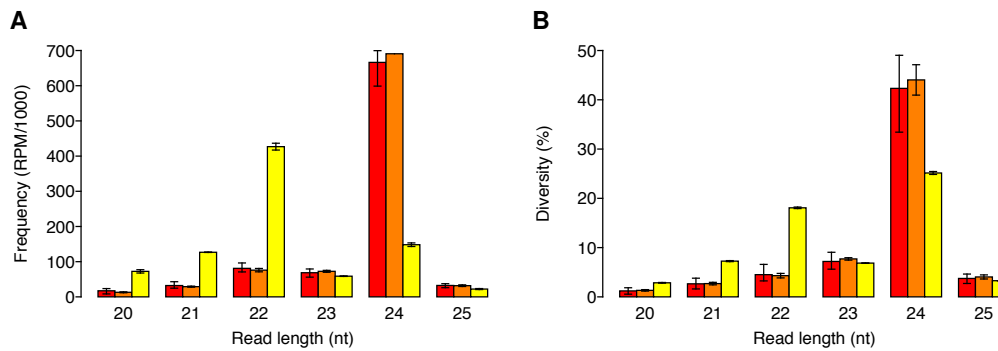 A
Frequency (RPM/1000)
700
600
500
400
300
200
100
0
20 21 22 23 24 25
Read length (nt)
B
Diversity (%)
50
40
30
20
10
0
20 21 22 23 24 25
Read length (nt)